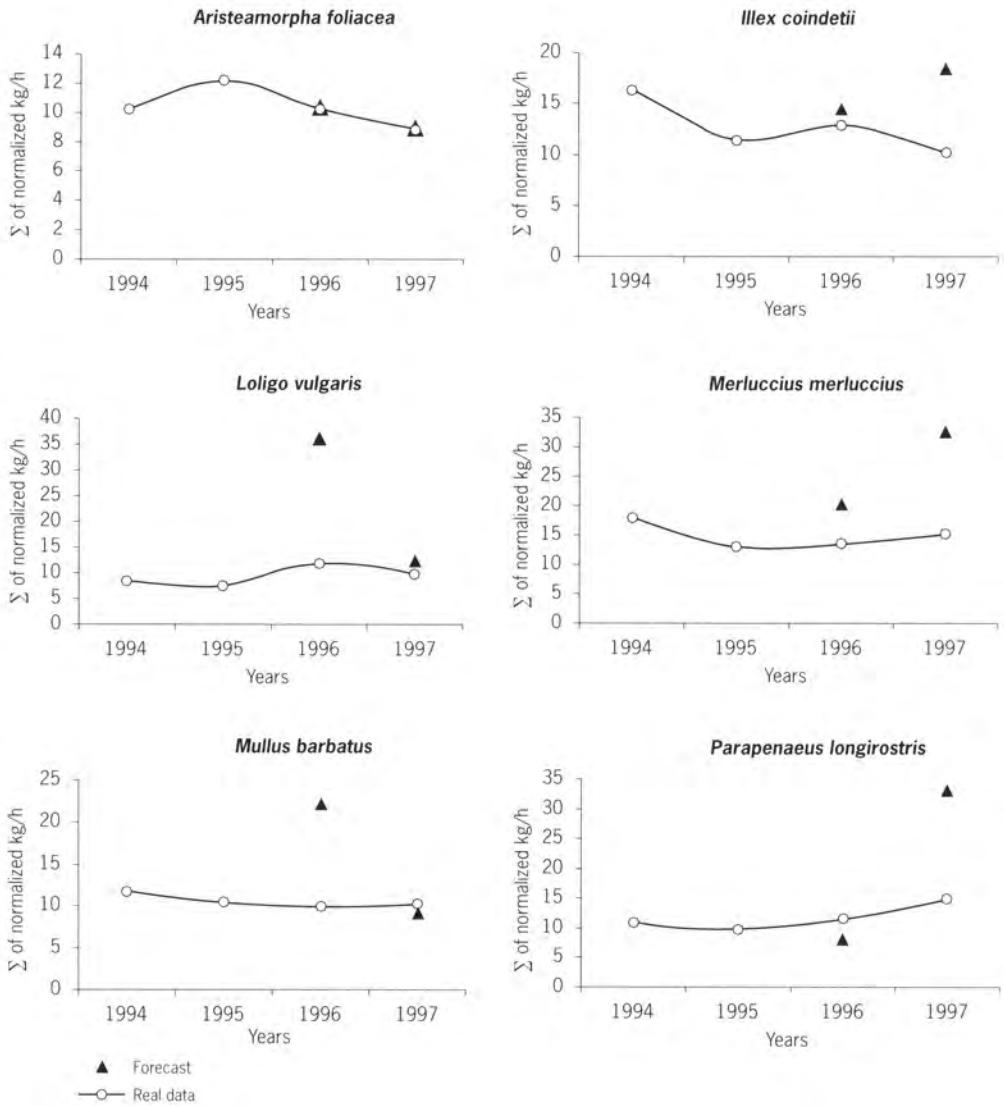 Aristeamorpha foliacea
Σ of normalized kg/h
14
12
10
8
6
4
2
0
1994 1995 1996 1997
Years
Illex coindetii
Σ of normalized kg/h
20
15
10
5
0
1994 1995 1996 1997
Years
Loligo vulgaris
Σ of normalized kg/h
40
35
30
25
20
15
10
5
0
1994 1995 1996 1997
Years
Merluccius merluccius
Σ of normalized kg/h
35
30
25
20
15
10
5
0
1994 1995 1996 1997
Years
Mullus barbatus
Σ of normalized kg/h
25
20
15
10
5
0
1994 1995 1996 1997
Years
Parapenaeus longirostris
Σ of normalized kg/h
35
30
25
20
15
10
5
0
1994 1995 1996 1997
Years
Forecast
Real data